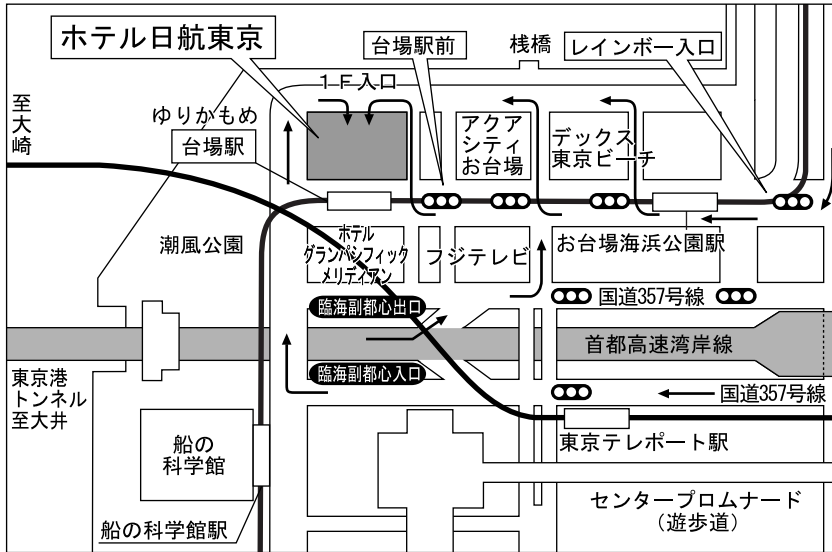 ホテル日航東京
台場駅前
桟橋
レインボー入口
至大崎
1F入口
ゆりかもめ
台場駅
アクア
シティ
お台場
デックス
東京ビーチ
潮風公園
ホテル
グランパシフィック
メリディアン
フジテレビ
お台場海浜公園駅
臨海副都心出口
国道357号線
首都高速湾岸線
東京港
トンネル
至大井
臨海副都心入口
国道357号線
船の
科学館
東京テレポート駅
センタープロムナード
（遊歩道）
船の科学館駅